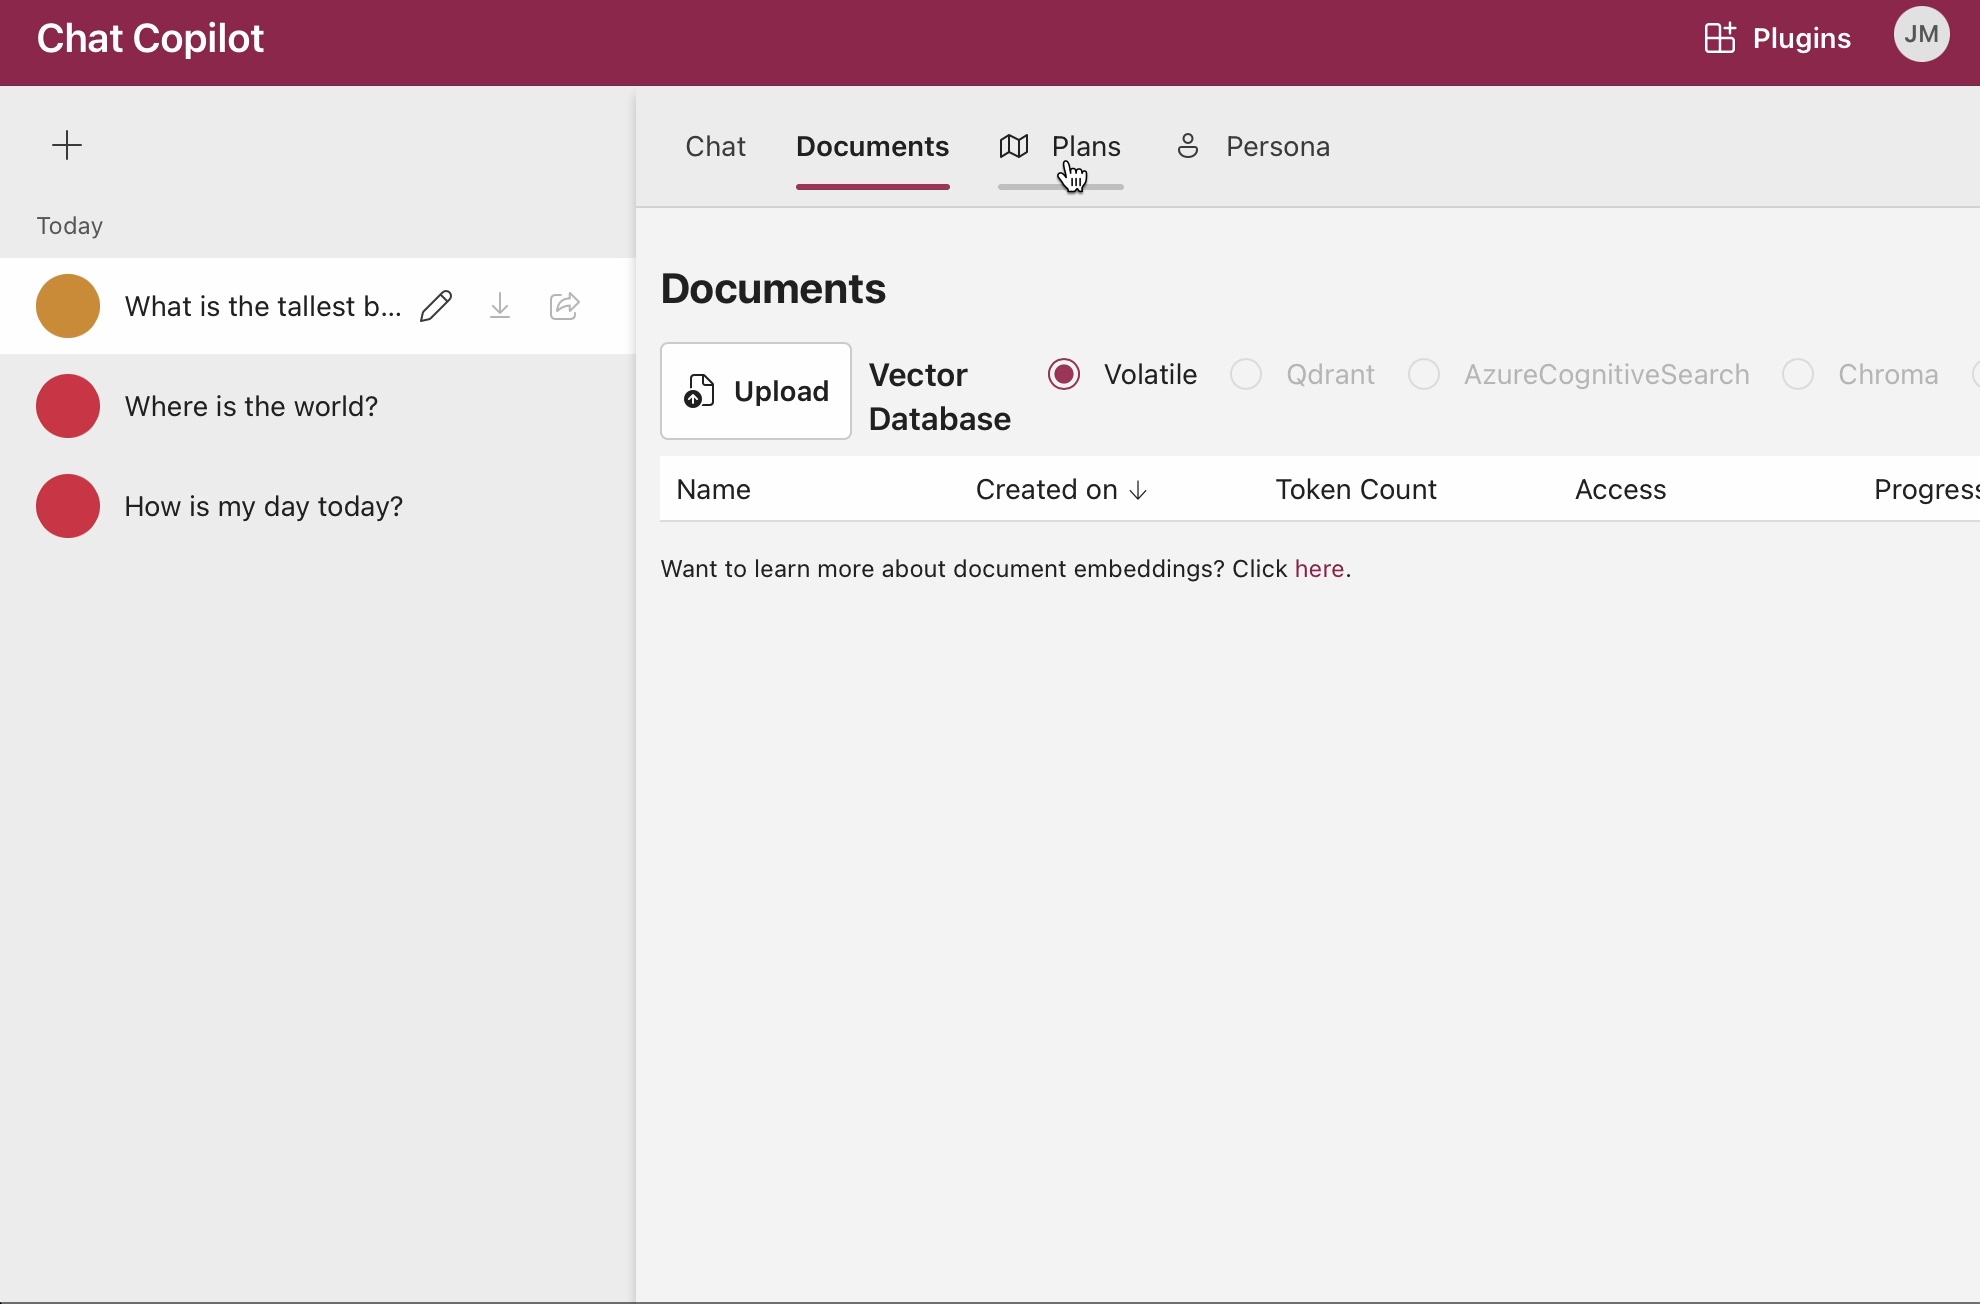 Chat Copilot
Plugins
JM
Chat Documents Plans Persona
Today
What is the tallest b...
Where is the world?
How is my day today?
Documents
Upload
Vector
Database
Volatile Qdrant AzureCognitiveSearch Chroma
Name Created on Token Count Access Progress
Want to learn more about document embeddings? Click here.